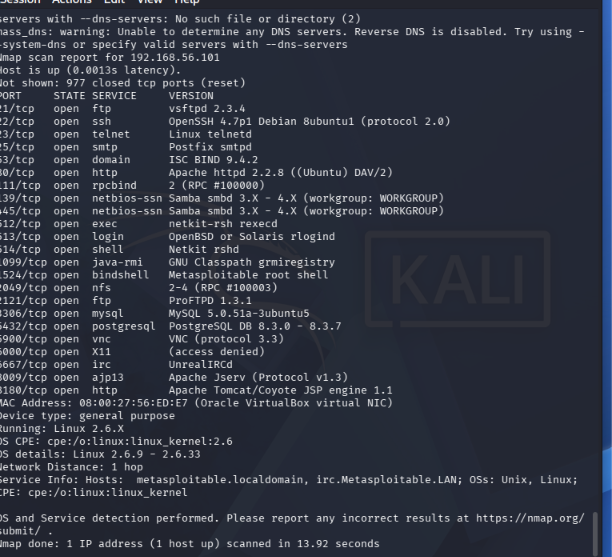 Session Actions Edit View Help
servers with --dns-servers: No such file or directory (2)
mass_dns: warning: Unable to determine any DNS servers. Reverse DNS is disabled. Try using -
-system-dns or specify valid servers with --dns-servers
Nmap scan report for 192.168.56.101
Host is up (0.0013s latency).
Not shown: 977 closed tcp ports (reset)
PORT STATE SERVICE VERSION
21/tcp open ftp vsftpd 2.3.4
22/tcp open ssh OpenSSH 4.7p1 Debian 8ubuntu1 (protocol 2.0)
23/tcp open telnet Linux telnetd
25/tcp open smtp Postfix smtpd
53/tcp open domain ISC BIND 9.4.2
80/tcp open http Apache httpd 2.2.8 ((Ubuntu) DAV/2)
111/tcp open rpcbind 2 (RPC #100000)
139/tcp open netbios-ssn Samba smbd 3.X - 4.X (workgroup: WORKGROUP)
445/tcp open netbios-ssn Samba smbd 3.X - 4.X (workgroup: WORKGROUP)
512/tcp open exec netkit-rsh rexecd
513/tcp open login OpenBSD or Solaris rlogind
514/tcp open shell Netkit rshd
1099/tcp open java-rmi GNU Classpath grmiregistry
1524/tcp open bindshell Metasploitable root shell
2049/tcp open nfs 2-4 (RPC #100003)
2121/tcp open ftp ProFTPD 1.3.1
3306/tcp open mysql MySQL 5.0.51a-3ubuntu5
5432/tcp open postgresql PostgreSQL DB 8.3.0 - 8.3.7
5900/tcp open vnc VNC (protocol 3.3)
6000/tcp open X11 (access denied)
6667/tcp open irc UnrealIRCd
8009/tcp open ajp13 Apache Jserv (Protocol v1.3)
8180/tcp open http Apache Tomcat/Coyote JSP engine 1.1
MAC Address: 08:00:27:56:ED:E7 (Oracle VirtualBox virtual NIC)
Device type: general purpose
Running: Linux 2.6.X
OS CPE: cpe:/o:linux:linux_kernel:2.6
OS details: Linux 2.6.9 - 2.6.33
Network Distance: 1 hop
Service Info: Hosts:  metasploitable.localdomain, irc.Metasploitable.LAN; OSs: Unix, Linux;
CPE: cpe:/o:linux:linux_kernel
OS and Service detection performed. Please report any incorrect results at https://nmap.org/
submit/ .
Nmap done: 1 IP address (1 host up) scanned in 13.92 seconds
KALI